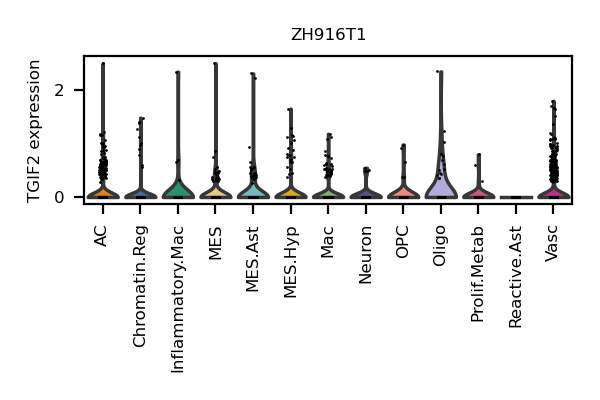 ZH916T1
TGIF2 expression
2
0
AC
Chromatin.Reg
Inflammatory.Mac
MES
MES.Ast
MES.Hyp
Mac
Neuron
OPC
Oligo
Prolif.Metab
Reactive.Ast
Vasc